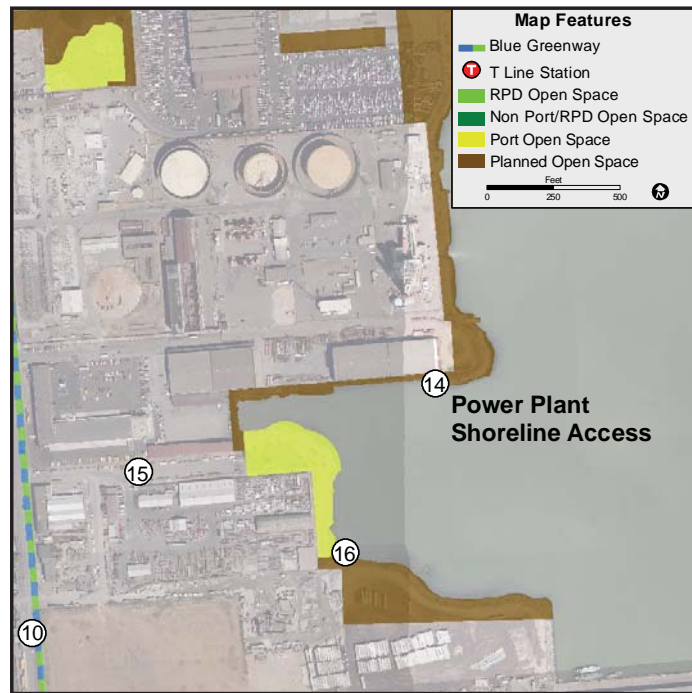 Map Features
Blue Greenway
T
T Line Station
RPD Open Space
Non Port/RPD Open Space
Port Open Space
Planned Open Space
Feet
0 250 500
N
14
Power Plant
Shoreline Access
15
16
10